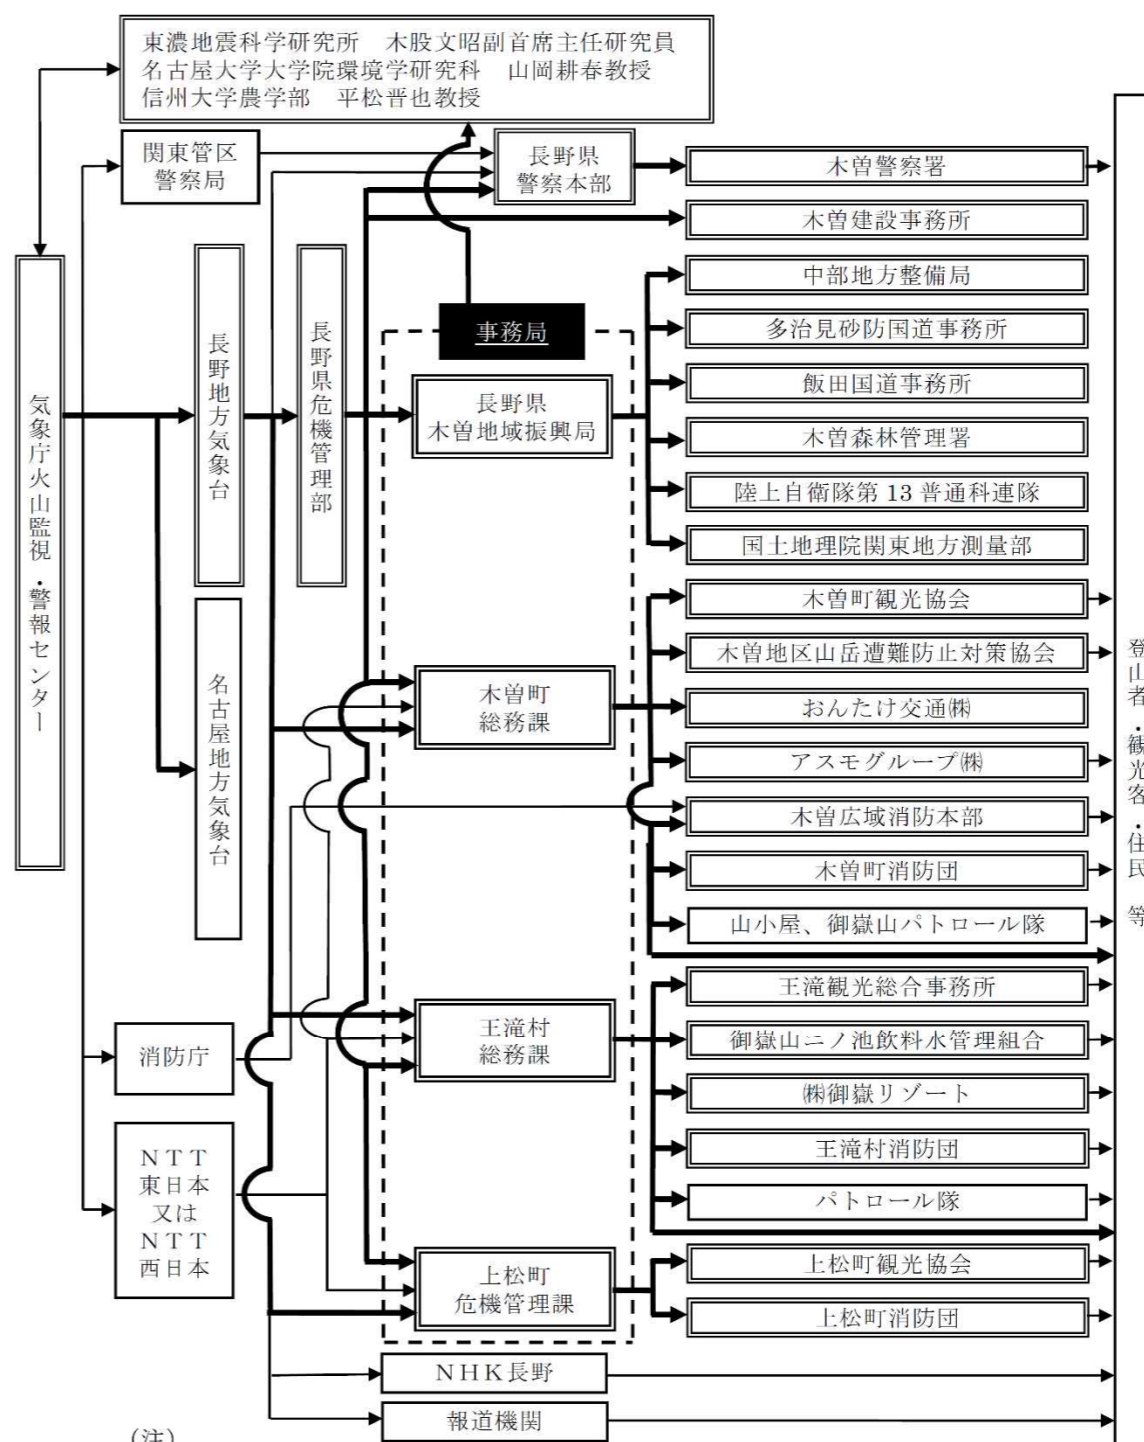 東濃地震科学研究所　木股文昭副首席主任研究員
名古屋大学大学院環境学研究科　山岡耕春教授
信州大学農学部　平松晋也教授
関東管区
警察局
長野県
警察本部
木曽警察署
木曽建設事務所
中部地方整備局
多治見砂防国道事務所
飯田国道事務所
木曽森林管理署
陸上自衛隊第 13 普通科連隊
国土地理院関東地方測量部
気象庁火山監視・警報センター
長野地方気象台
名古屋地方気象台
長野県危機管理部
事務局
長野県
木曽地域振興局
木曽町
総務課
木曽町観光協会
木曽地区山岳遭難防止対策協会
おんたけ交通㈱
アスモグループ㈱
木曽広域消防本部
木曽町消防団
山小屋、御嶽山パトロール隊
王滝村
総務課
王滝観光総合事務所
御嶽山ニノ池飲料水管理組合
㈱御嶽リゾート
王滝村消防団
パトロール隊
消防庁
ＮＴＴ
東日本
又は
ＮＴＴ
西日本
上松町
危機管理課
上松町観光協会
上松町消防団
ＮＨＫ長野
報道機関
登山者・観光客・住民　等
（注）